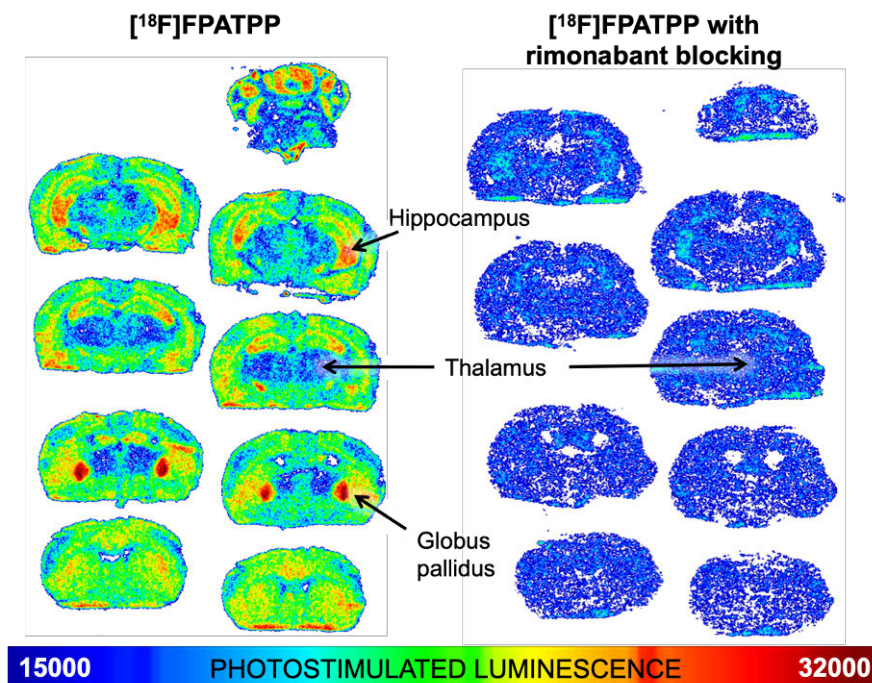 [¹⁸F]FPATPP
[¹⁸F]FPATPP with
rimonabant blocking
Hippocampus
Thalamus
Globus
pallidus
15000 PHOTOSTIMULATED LUMINESCENCE 32000